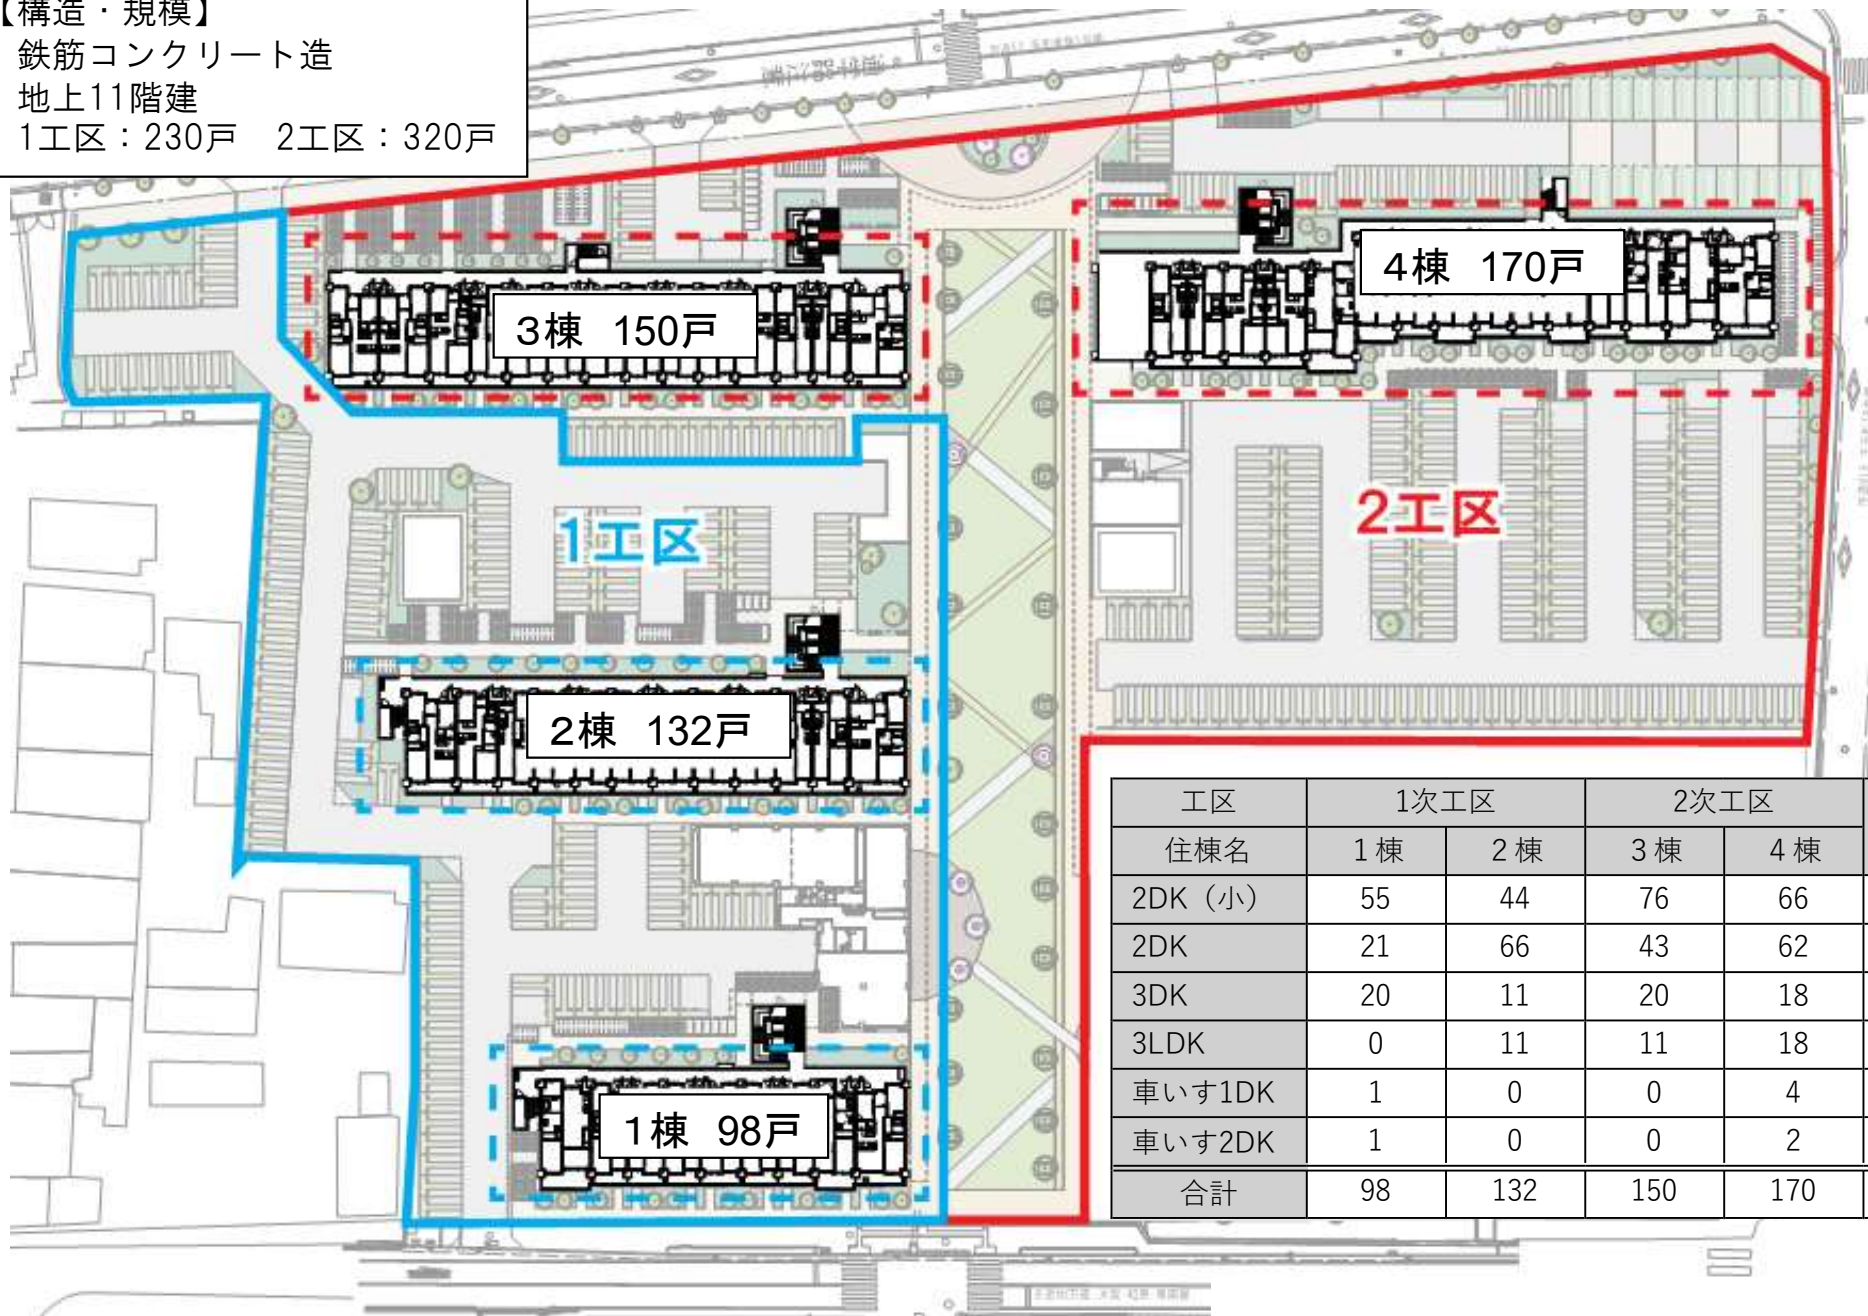 【構造・規模】
鉄筋コンクリート造
地上11階建
1工区：230戸　2工区：320戸
3棟　150戸
4棟　170戸
1工区
2工区
2棟　132戸
1棟　98戸
工区 1次工区 2次工区
住棟名 1棟 2棟 3棟 4棟
2DK（小） 55 44 76 66
2DK 21 66 43 62
3DK 20 11 20 18
3LDK 0 11 11 18
車いす1DK 1 0 0 4
車いす2DK 1 0 0 2
合計 98 132 150 170